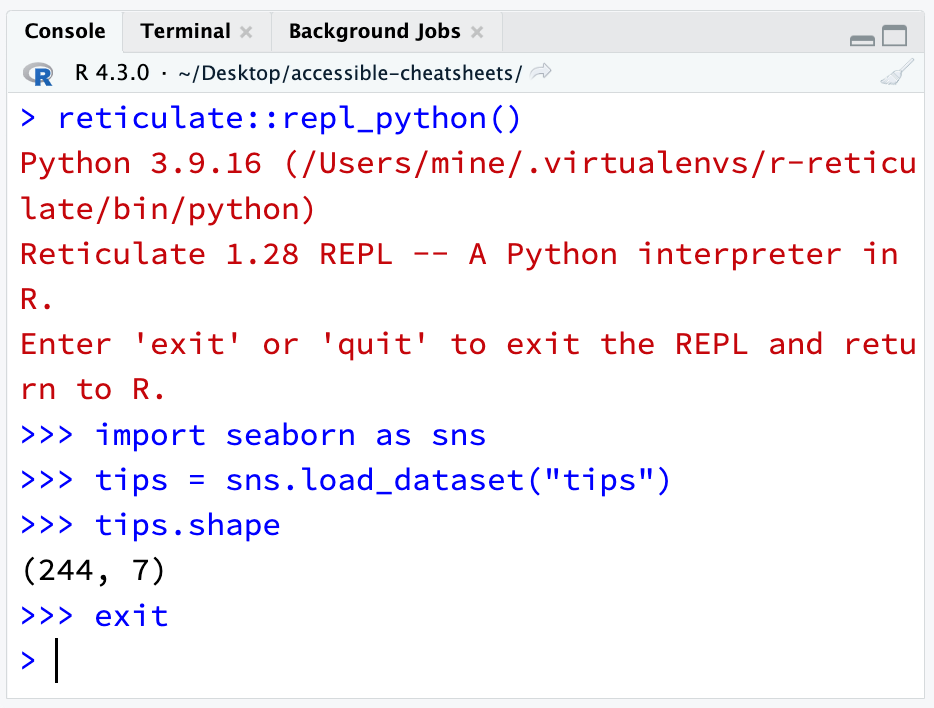 Console Terminal Background Jobs
R 4.3.0 · ~/Desktop/accessible-cheatsheets/
> reticulate::repl_python()
Python 3.9.16 (/Users/mine/.virtualenvs/r-reticu
late/bin/python)
Reticulate 1.28 REPL -- A Python interpreter in
R.
Enter 'exit' or 'quit' to exit the REPL and retu
rn to R.
>>> import seaborn as sns
>>> tips = sns.load_dataset("tips")
>>> tips.shape
(244, 7)
>>> exit
>